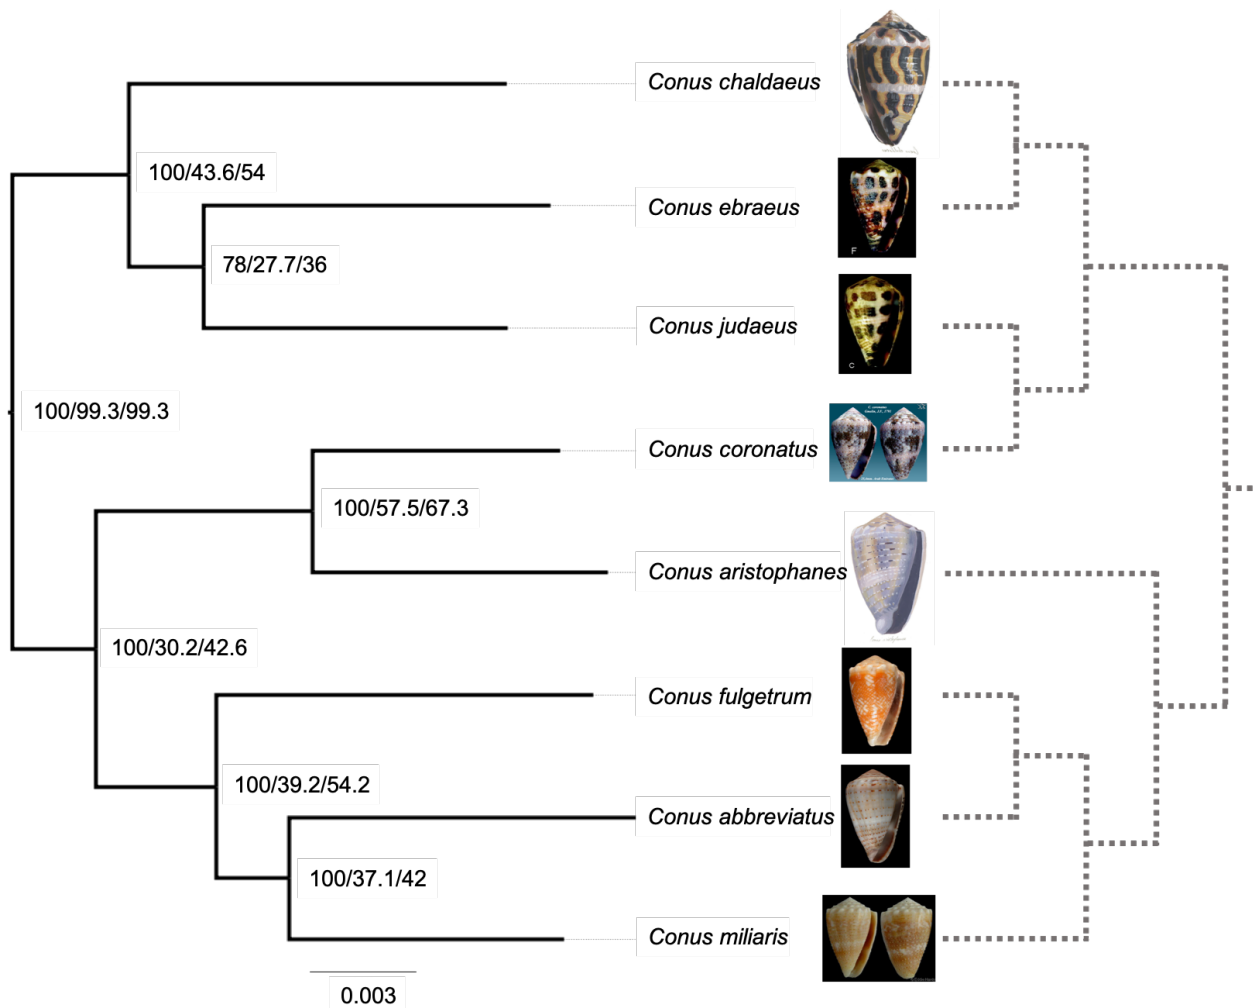 Conus chaldaeus
100/43.6/54
Conus ebraeus
F
78/27.7/36
Conus judaeus
C
100/99.3/99.3
Conus coronatus
100/57.5/67.3
Conus aristophanes
100/30.2/42.6
Conus fulgetrum
100/39.2/54.2
Conus abbreviatus
100/37.1/42
Conus miliaris
0.003